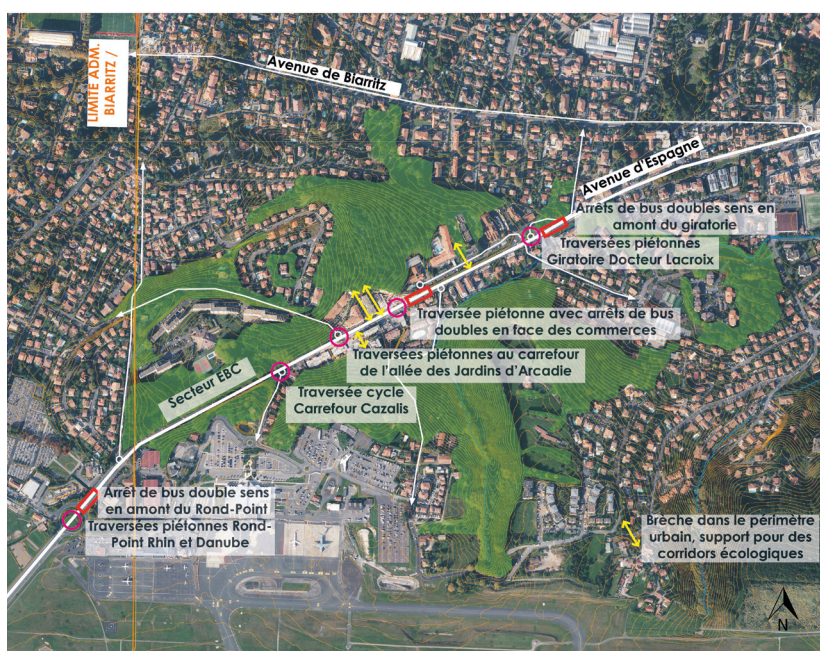 LIMITE ADM.
BIARRITZ /
Avenue de Biarritz
Avenue d'Espagne
Arrêts de bus doubles sens en
amont du giratorie
Traversées piétonnes
Giratoire Docteur Lacroix
Traversée piétonne avec arrêts de bus
doubles en face des commerces
Traversées piétonnes au carrefour
de l'allée des Jardins d'Arcadie
Secteur EBC
Traversée cycle
Carrefour Cazalis
Arrêt de bus double sens
en amont du Rond-Point
Traversées piétonnes Rond-
Point Rhin et Danube
Brèche dans le périmètre
urbain, support pour des
corridors écologiques
N